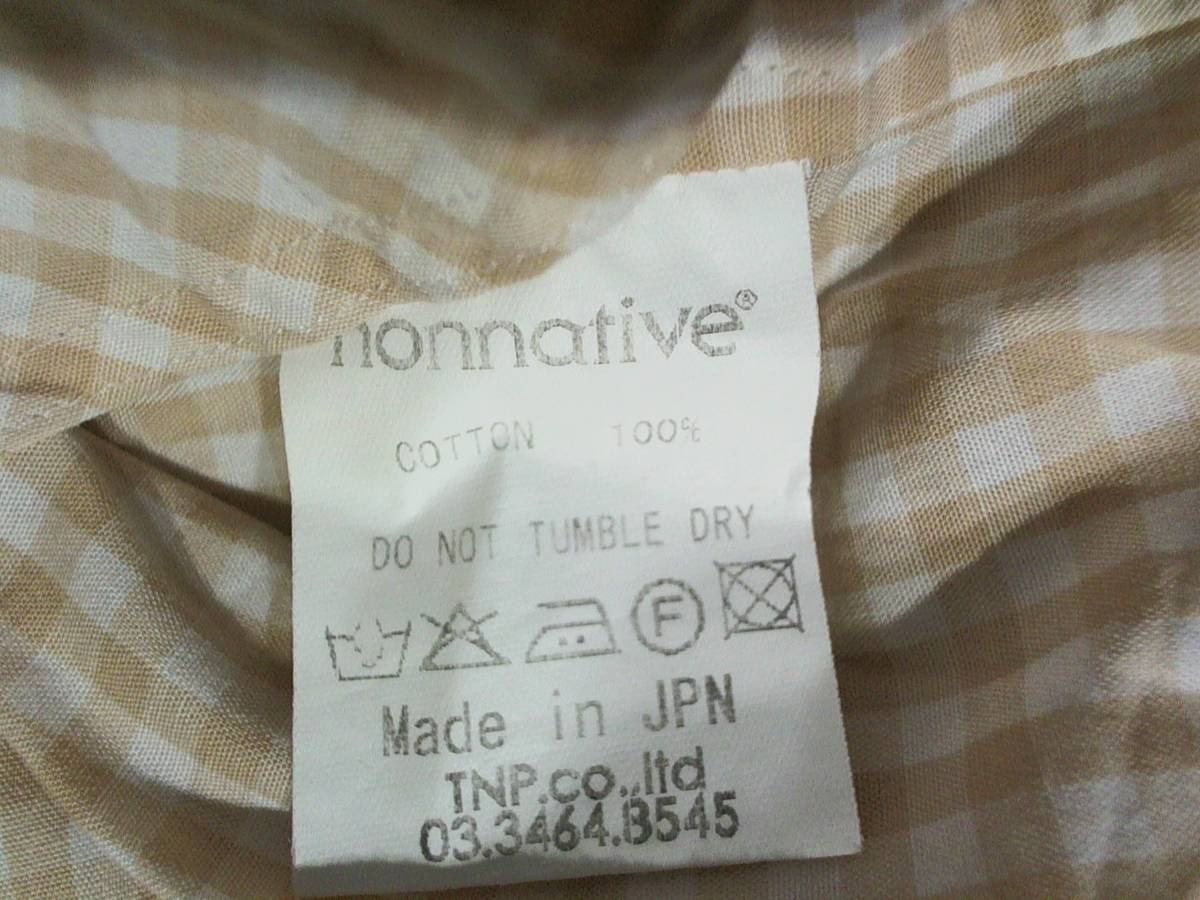 nonnative®
COTTON 100%
DO NOT TUMBLE DRY
F
Made in JPN
TNP.co.,ltd
03.3464.8545